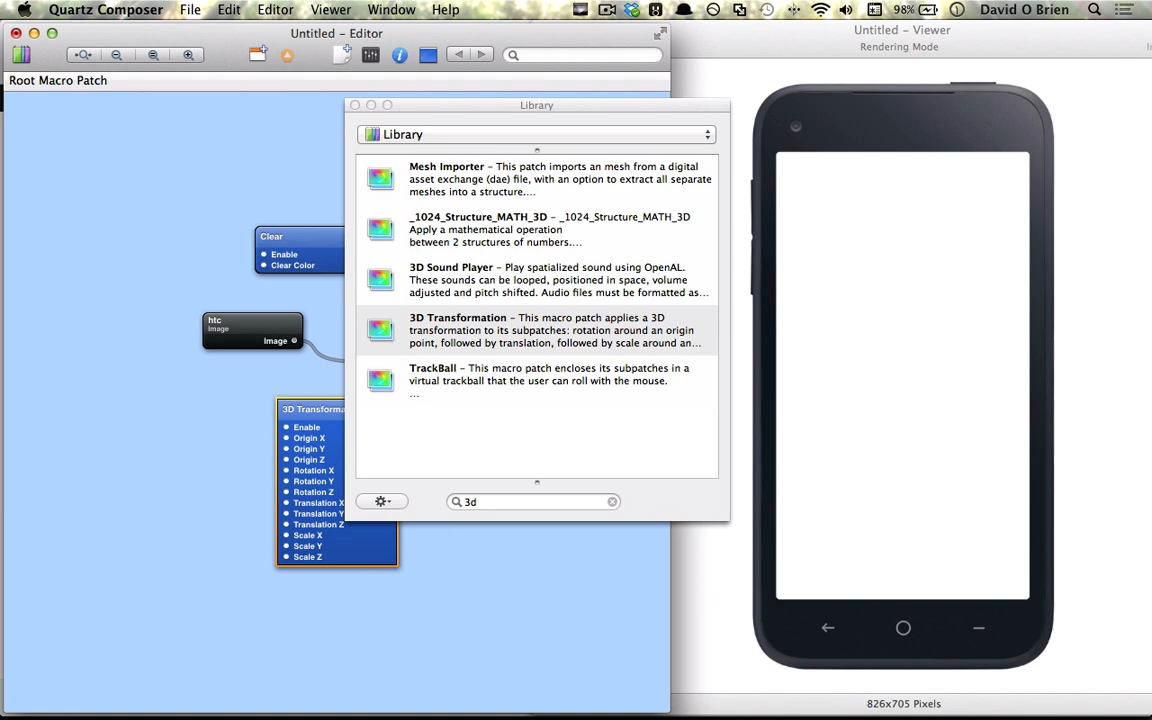 Quartz Composer File Edit Editor Viewer Window Help 98% David O Brien
Untitled – Editor
Root Macro Patch
Clear
Enable
Clear Color
htc
Image
Image
3D Transforma
Enable
Origin X
Origin Y
Origin Z
Rotation X
Rotation Y
Rotation Z
Translation X
Translation Y
Translation Z
Scale X
Scale Y
Scale Z
Library
Library
Mesh Importer – This patch imports an mesh from a digital
asset exchange (dae) file, with an option to extract all separate
meshes into a structure....
_1024_Structure_MATH_3D – _1024_Structure_MATH_3D
Apply a mathematical operation
between 2 structures of numbers....
3D Sound Player – Play spatialized sound using OpenAL.
These sounds can be looped, positioned in space, volume
adjusted and pitch shifted. Audio files must be formatted as...
3D Transformation – This macro patch applies a 3D
transformation to its subpatches: rotation around an origin
point, followed by translation, followed by scale around an...
TrackBall – This macro patch encloses its subpatches in a
virtual trackball that the user can roll with the mouse.
...
3d
Untitled – Viewer
Rendering Mode
826x705 Pixels